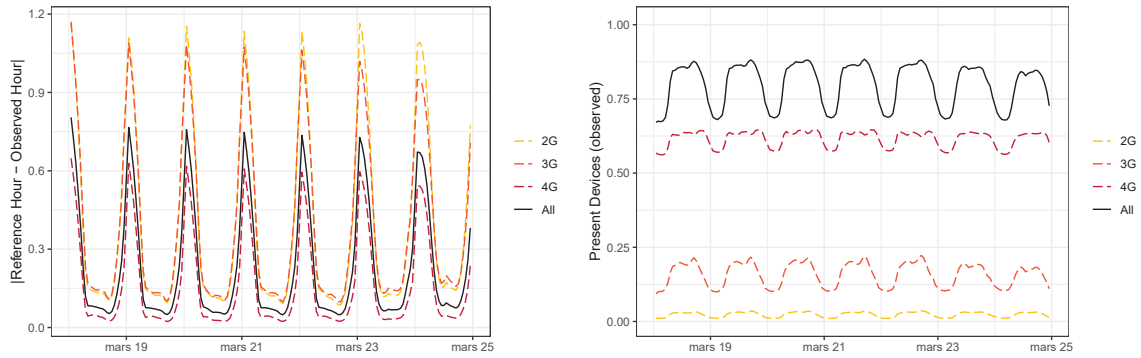 |Reference Hour − Observed Hour|
1.2
0.9
0.6
0.3
0.0
mars 19
mars 21
mars 23
mars 25
2G
3G
4G
All
Present Devices (observed)
1.00
0.75
0.50
0.25
0.00
mars 19
mars 21
mars 23
mars 25
2G
3G
4G
All